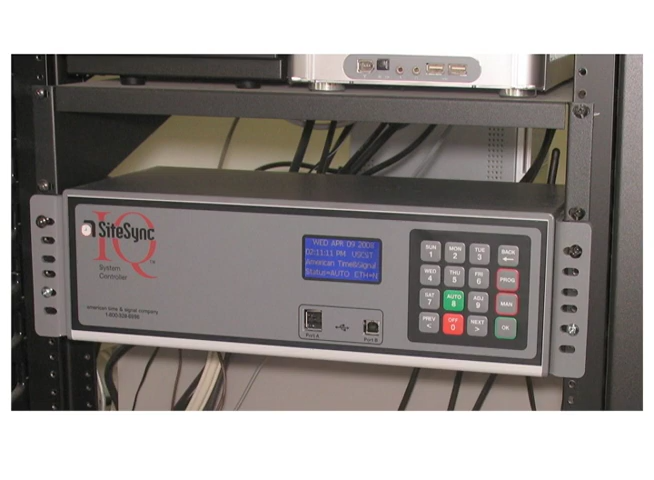 SiteSync
IQ™
System
Controller
american time & signal company
WED APR 09 2008
02:11:11 PM USCST
American Time&Signal
Status=AUTO ETH=N
Port A
Port B
SUN 1 MON 2 TUE 3 BACK ←
WED 4 THU 5 FRI 6 PROG
SAT 7 AUTO 8 ADJ 9 MAN
PREV < OFF 0 NEXT > OK